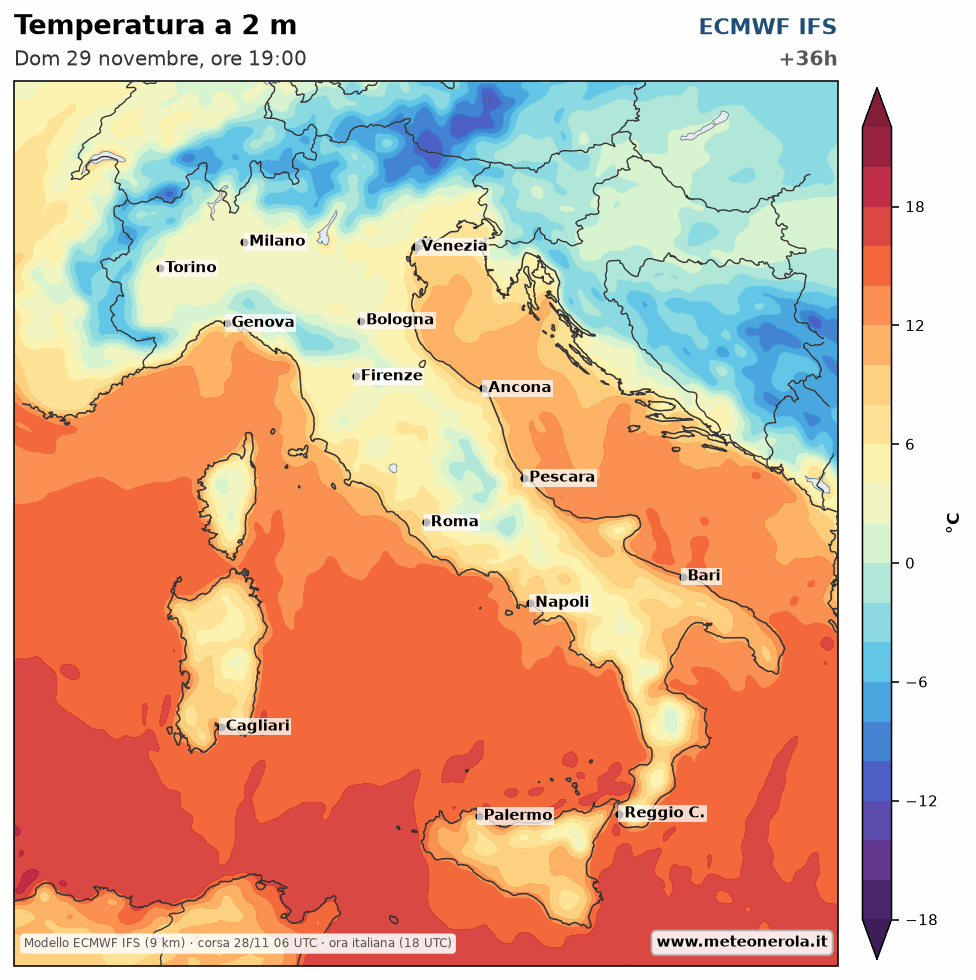 Temperatura a 2 m
ECMWF IFS
Dom 29 novembre, ore 19:00
+36h
Milano
Venezia
Torino
Genova
Bologna
Firenze
Ancona
Pescara
Roma
Bari
Napoli
Cagliari
Palermo
Reggio C.
18
12
6
0
−6
−12
−18
°C
Modello ECMWF IFS (9 km) · corsa 28/11 06 UTC · ora italiana (18 UTC)
www.meteonerola.it